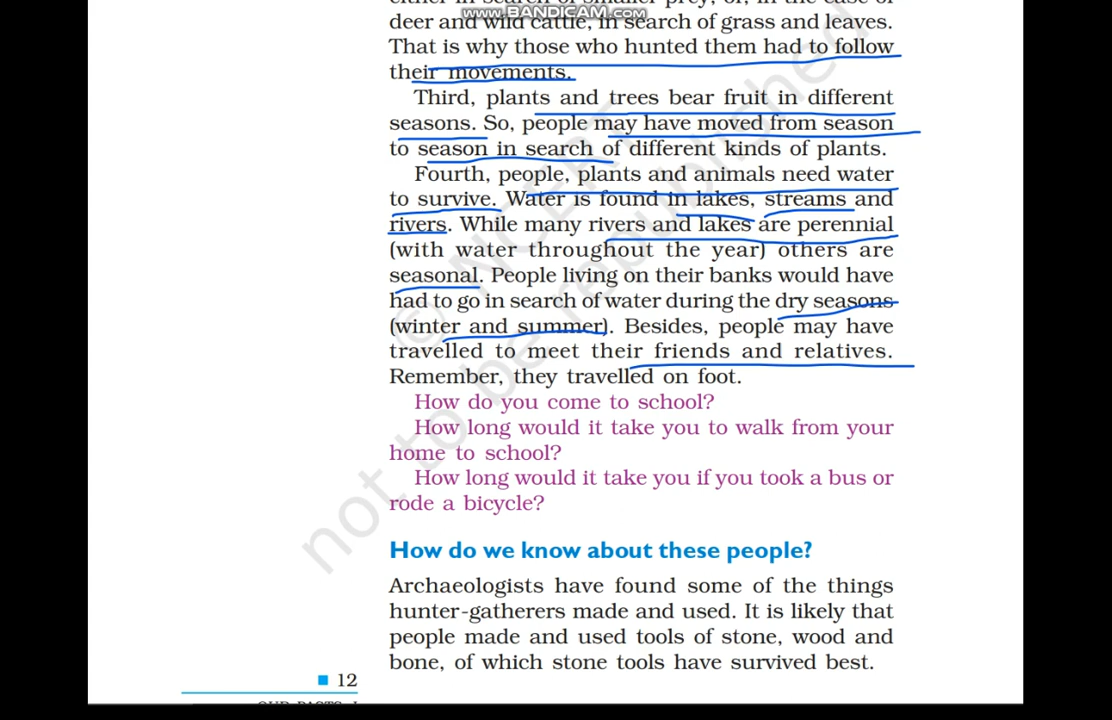 either in search of smaller prey, or, in the case of
www.BANDICAM.com
deer and wild cattle, in search of grass and leaves.
That is why those who hunted them had to follow
their movements.
Third, plants and trees bear fruit in different
seasons. So, people may have moved from season
to season in search of different kinds of plants.
Fourth, people, plants and animals need water
to survive. Water is found in lakes, streams and
rivers. While many rivers and lakes are perennial
(with water throughout the year) others are
seasonal. People living on their banks would have
had to go in search of water during the dry seasons
(winter and summer). Besides, people may have
travelled to meet their friends and relatives.
Remember, they travelled on foot.
How do you come to school?
How long would it take you to walk from your
home to school?
How long would it take you if you took a bus or
rode a bicycle?
How do we know about these people?
Archaeologists have found some of the things
hunter-gatherers made and used. It is likely that
people made and used tools of stone, wood and
bone, of which stone tools have survived best.
12
OUR PASTS–I
© NCERT
not to be republished